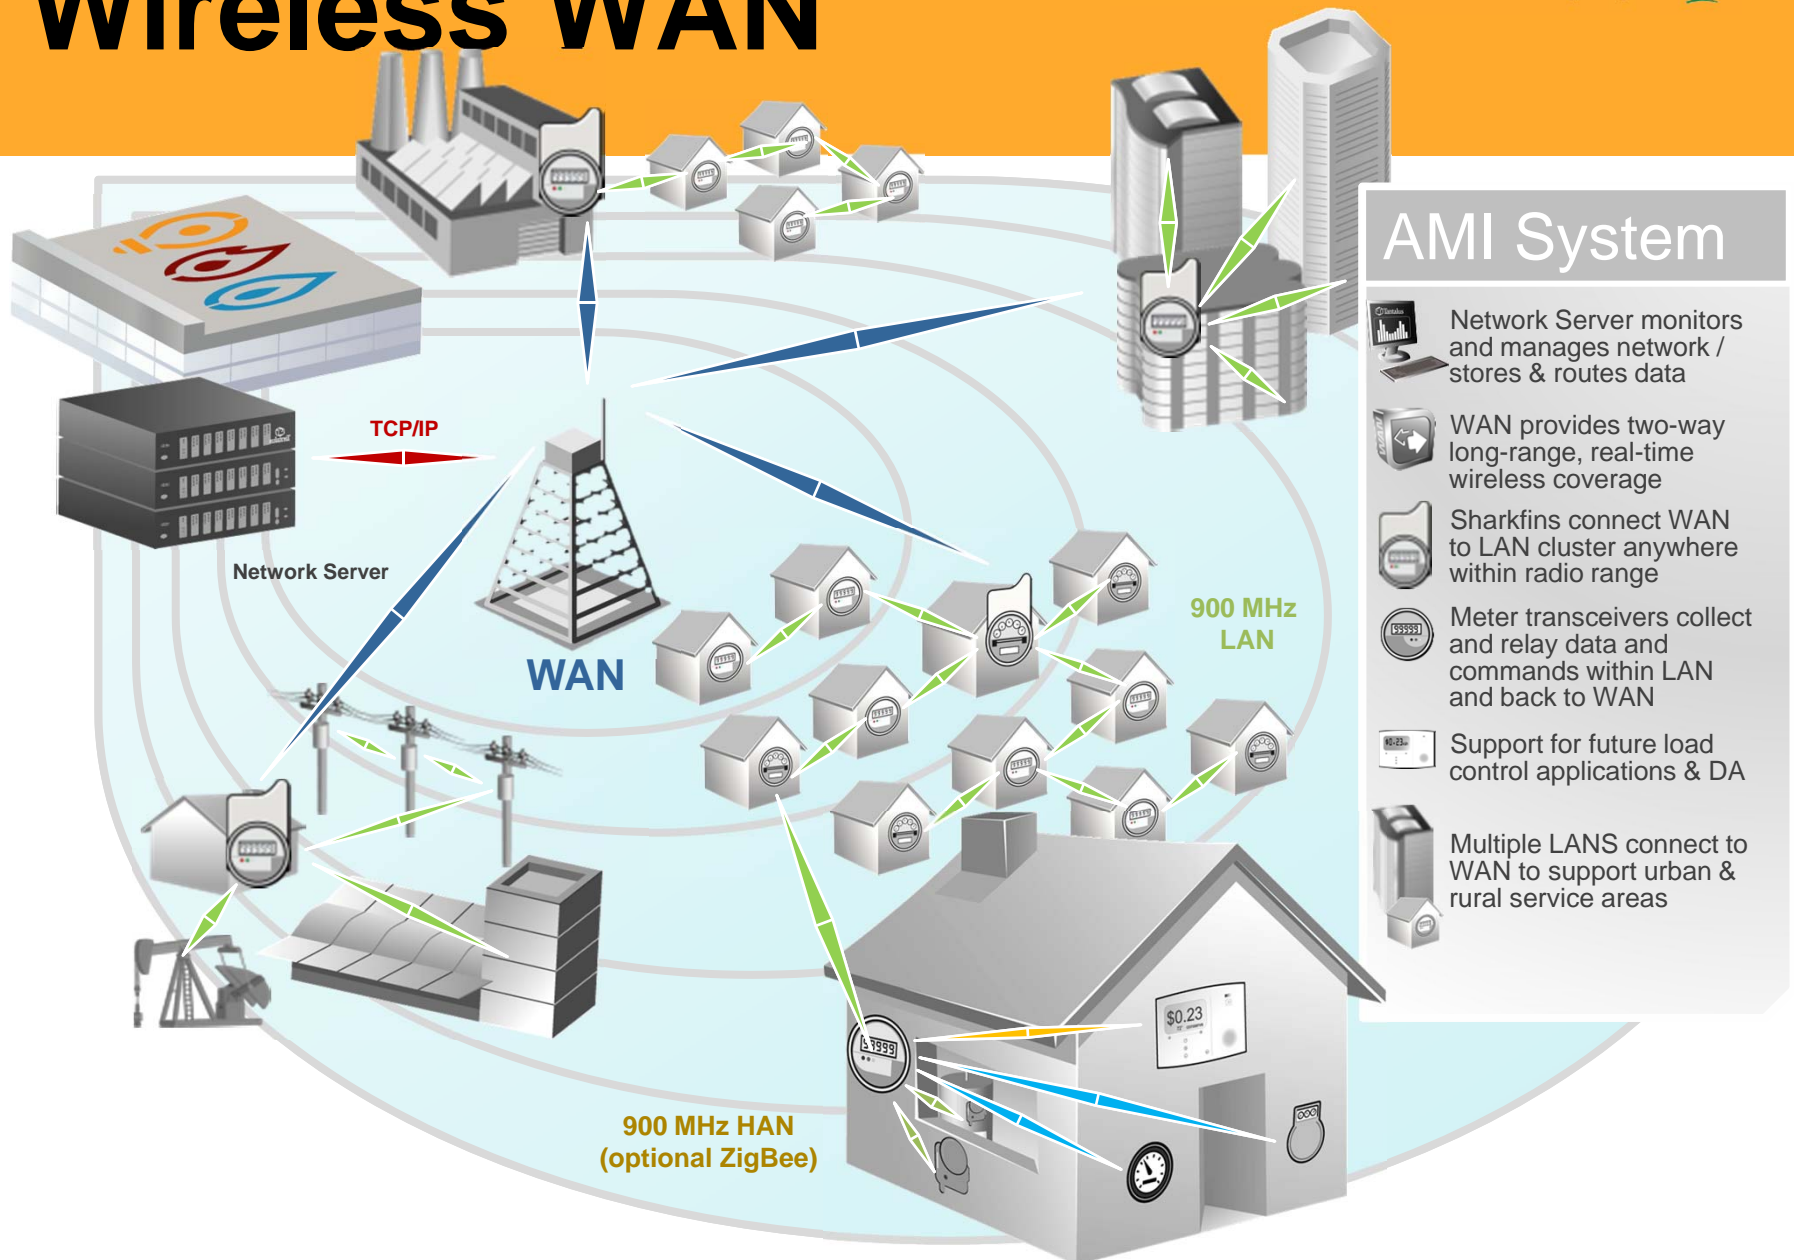 Wireless WAN
AMI System
Network Server monitors
and manages network /
stores & routes data
WAN provides two-way
long-range, real-time
wireless coverage
Sharkfins connect WAN
to LAN cluster anywhere
within radio range
Meter transceivers collect
and relay data and
commands within LAN
and back to WAN
Support for future load
control applications & DA
Multiple LANS connect to
WAN to support urban &
rural service areas
TCP/IP
Network Server
WAN
900 MHz
LAN
900 MHz HAN
(optional ZigBee)
$0.23
99999